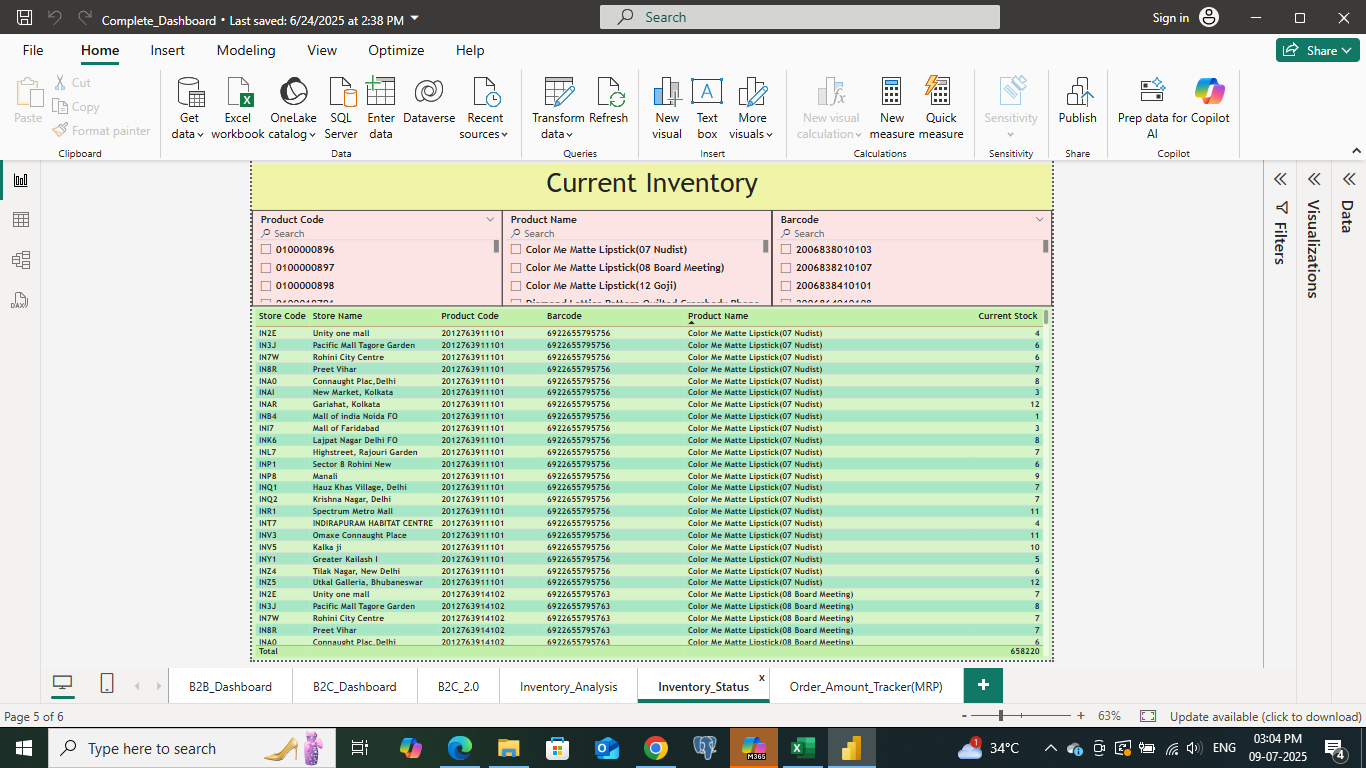 Complete_Dashboard • Last saved: 6/24/2025 at 2:38 PM
Search
Sign in
File Home Insert Modeling View Optimize Help
Share
Paste
Cut
Copy
Format painter
Clipboard
Get data
Excel workbook
OneLake catalog
SQL Server
Enter data
Dataverse
Recent sources
Data
Transform data
Refresh
Queries
New visual
Text box
More visuals
Insert
New visual calculation
New measure
Quick measure
Calculations
Sensitivity
Sensitivity
Publish
Share
Prep data for AI
Copilot
Copilot
Current Inventory
Product Code
Search
0100000896
0100000897
0100000898
Product Name
Search
Color Me Matte Lipstick(07 Nudist)
Color Me Matte Lipstick(08 Board Meeting)
Color Me Matte Lipstick(12 Goji)
Barcode
Search
2006838010103
2006838210107
2006838410101
Store Code Store Name Product Code Barcode Product Name Current Stock
IN2E Unity one mall 2012763911101 6922655795756 Color Me Matte Lipstick(07 Nudist) 4
IN3J Pacific Mall Tagore Garden 2012763911101 6922655795756 Color Me Matte Lipstick(07 Nudist) 6
IN7W Rohini City Centre 2012763911101 6922655795756 Color Me Matte Lipstick(07 Nudist) 6
IN8R Preet Vihar 2012763911101 6922655795756 Color Me Matte Lipstick(07 Nudist) 7
INA0 Connaught Plac,Delhi 2012763911101 6922655795756 Color Me Matte Lipstick(07 Nudist) 8
INAI New Market, Kolkata 2012763911101 6922655795756 Color Me Matte Lipstick(07 Nudist) 3
INAR Gariahat, Kolkata 2012763911101 6922655795756 Color Me Matte Lipstick(07 Nudist) 12
INB4 Mall of india Noida FO 2012763911101 6922655795756 Color Me Matte Lipstick(07 Nudist) 1
INI7 Mall of Faridabad 2012763911101 6922655795756 Color Me Matte Lipstick(07 Nudist) 3
INK6 Lajpat Nagar Delhi FO 2012763911101 6922655795756 Color Me Matte Lipstick(07 Nudist) 8
INL7 Highstreet, Rajouri Garden 2012763911101 6922655795756 Color Me Matte Lipstick(07 Nudist) 7
INP1 Sector 8 Rohini New 2012763911101 6922655795756 Color Me Matte Lipstick(07 Nudist) 6
INP8 Manali 2012763911101 6922655795756 Color Me Matte Lipstick(07 Nudist) 9
INQ1 Hauz Khas Village, Delhi 2012763911101 6922655795756 Color Me Matte Lipstick(07 Nudist) 7
INQ2 Krishna Nagar, Delhi 2012763911101 6922655795756 Color Me Matte Lipstick(07 Nudist) 7
INR1 Spectrum Metro Mall 2012763911101 6922655795756 Color Me Matte Lipstick(07 Nudist) 11
INT7 INDIRAPURAM HABITAT CENTRE 2012763911101 6922655795756 Color Me Matte Lipstick(07 Nudist) 4
INV3 Omaxe Connaught Place 2012763911101 6922655795756 Color Me Matte Lipstick(07 Nudist) 11
INV5 Kalka ji 2012763911101 6922655795756 Color Me Matte Lipstick(07 Nudist) 10
INY1 Greater Kailash I 2012763911101 6922655795756 Color Me Matte Lipstick(07 Nudist) 5
INZ4 Tilak Nagar, New Delhi 2012763911101 6922655795756 Color Me Matte Lipstick(07 Nudist) 6
INZ5 Utkal Galleria, Bhubaneswar 2012763911101 6922655795756 Color Me Matte Lipstick(07 Nudist) 12
IN2E Unity one mall 2012763914102 6922655795763 Color Me Matte Lipstick(08 Board Meeting) 7
IN3J Pacific Mall Tagore Garden 2012763914102 6922655795763 Color Me Matte Lipstick(08 Board Meeting) 8
IN7W Rohini City Centre 2012763914102 6922655795763 Color Me Matte Lipstick(08 Board Meeting) 7
IN8R Preet Vihar 2012763914102 6922655795763 Color Me Matte Lipstick(08 Board Meeting) 7
INA0 Connaught Plac,Delhi 2012763914102 6922655795763 Color Me Matte Lipstick(08 Board Meeting) 6
Total 658220
Filters
Visualizations
Data
B2B_Dashboard B2C_Dashboard B2C_2.0 Inventory_Analysis Inventory_Status x Order_Amount_Tracker(MRP) +
Page 5 of 6
- + 63%
Update available (click to download)
Type here to search
M365
1
34°C
ENG
03:04 PM
09-07-2025
4